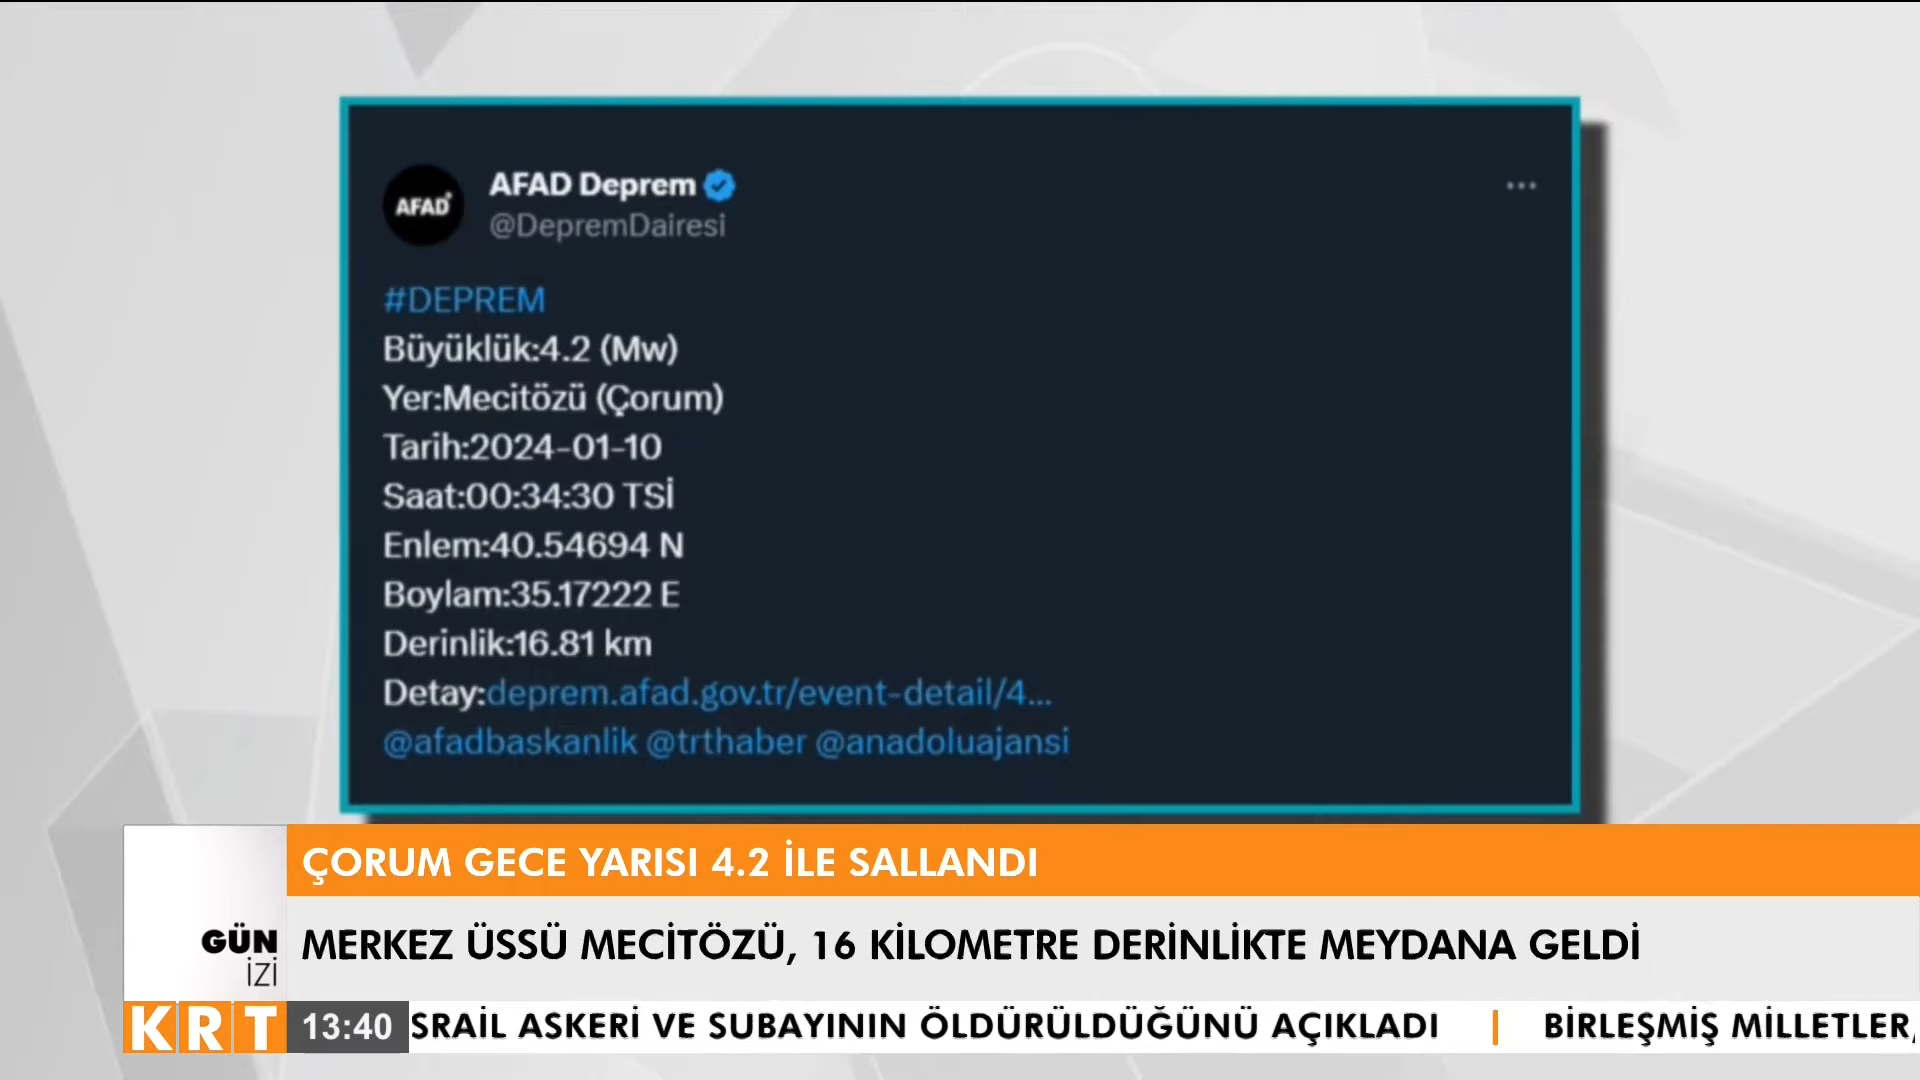 AFAD
AFAD Deprem
@DepremDairesi
#DEPREM
Büyüklük:4.2 (Mw)
Yer:Mecitözü (Çorum)
Tarih:2024-01-10
Saat:00:34:30 TSİ
Enlem:40.54694 N
Boylam:35.17222 E
Derinlik:16.81 km
Detay:deprem.afad.gov.tr/event-detail/4...
@afadbaskanlik @trthaber @anadoluajansi
ÇORUM GECE YARISI 4.2 İLE SALLANDI
GÜN
İZİ
MERKEZ ÜSSÜ MECİTÖZÜ, 16 KİLOMETRE DERİNLİKTE MEYDANA GELDİ
KRT 13:40 SRAİL ASKERİ VE SUBAYININ ÖLDÜRÜLDÜĞÜNÜ AÇIKLADI | BİRLEŞMİŞ MİLLETLER,